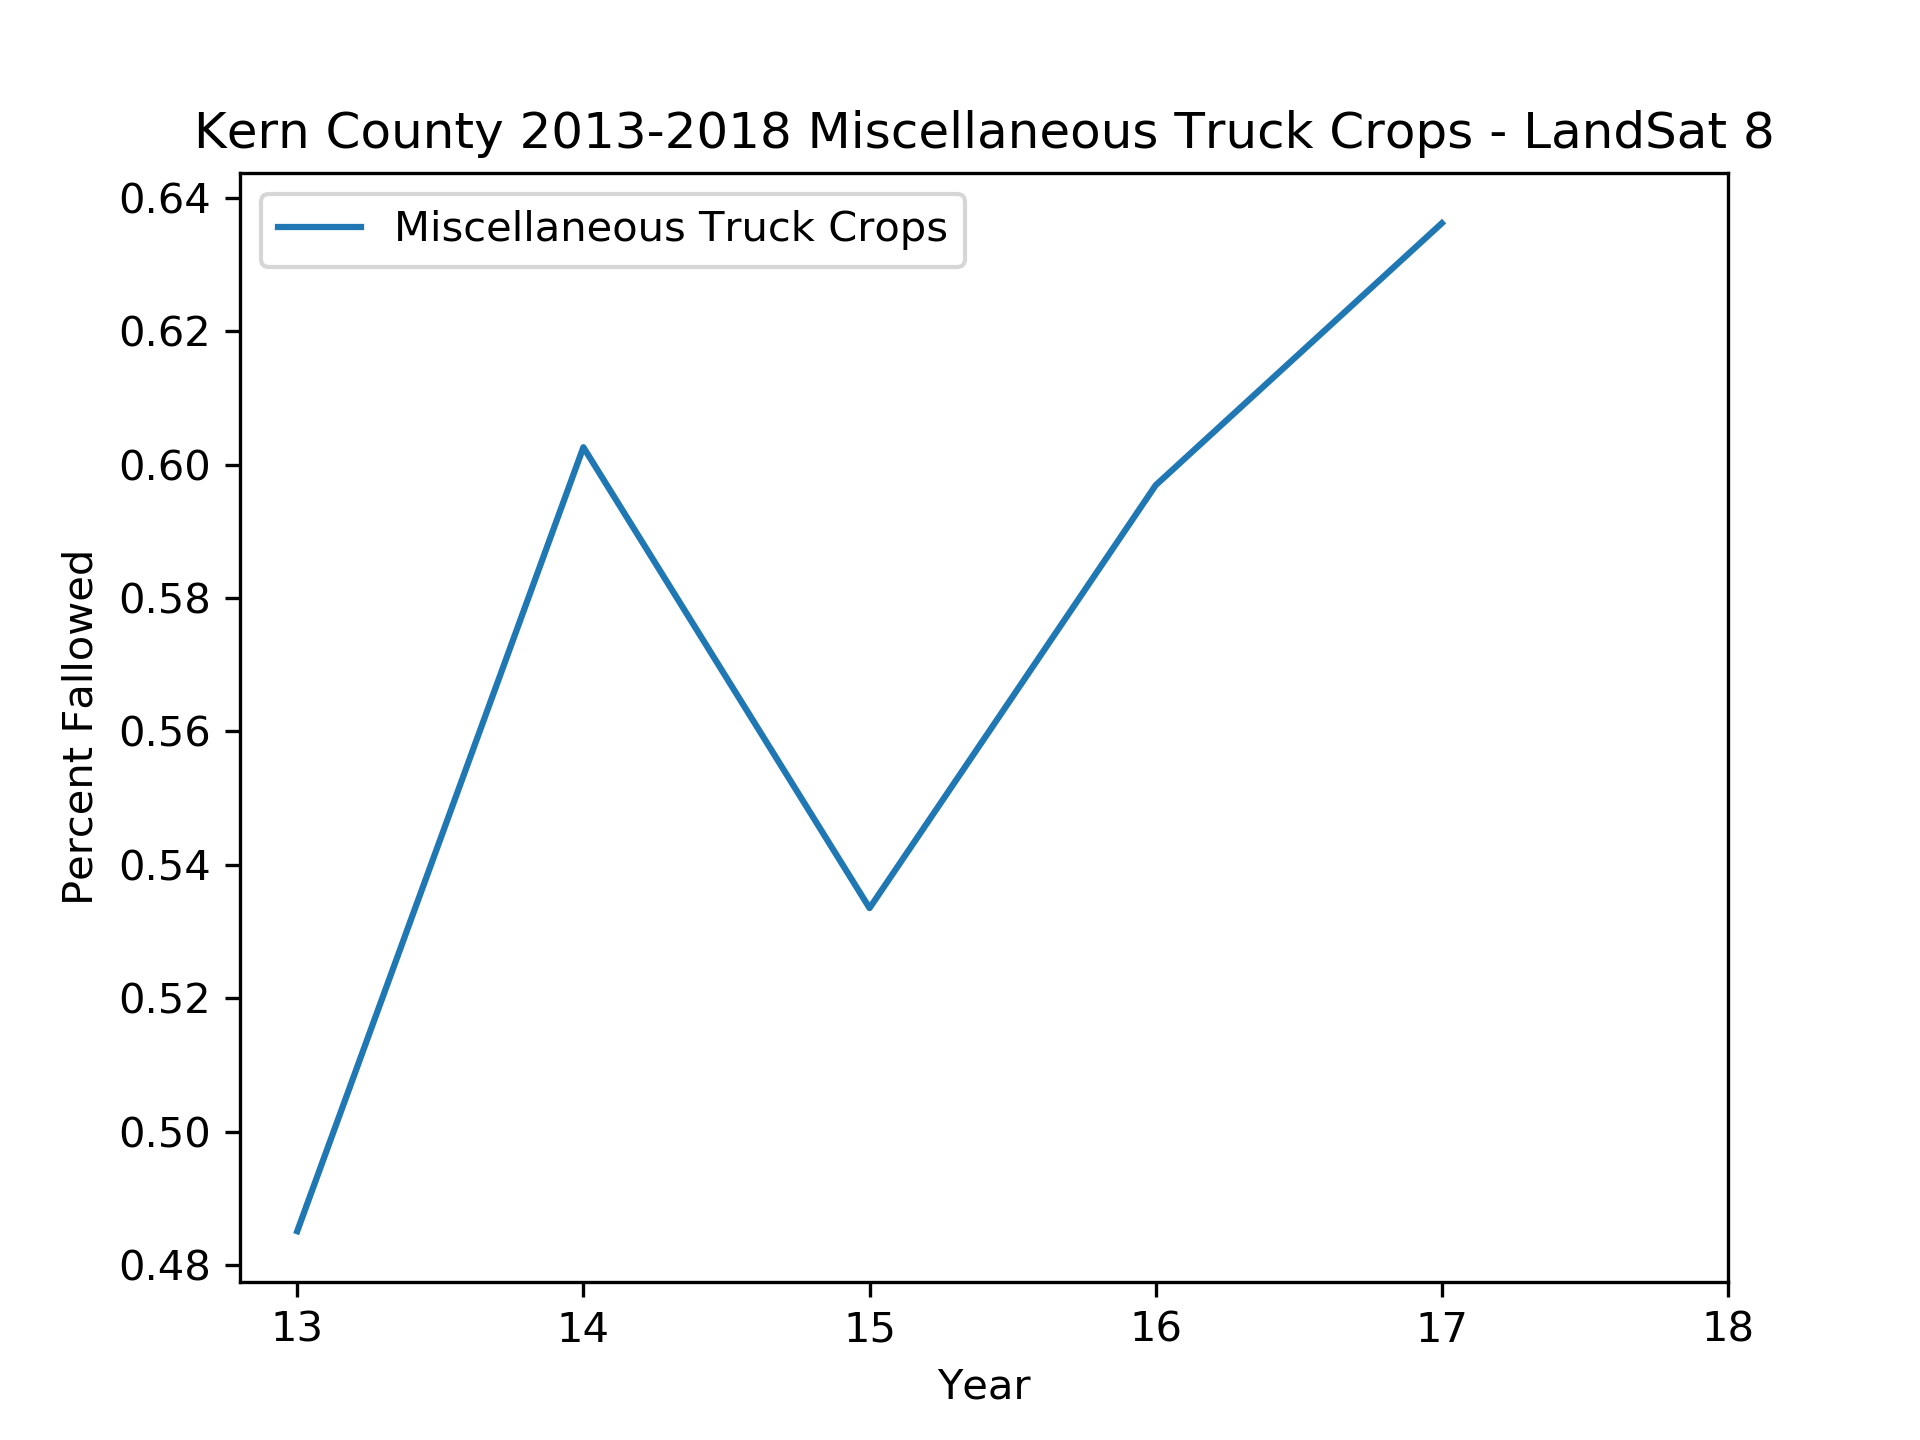 Kern County 2013-2018 Miscellaneous Truck Crops - LandSat 8
Miscellaneous Truck Crops
Percent Fallowed
0.64
0.62
0.60
0.58
0.56
0.54
0.52
0.50
0.48
13 14 15 16 17 18
Year